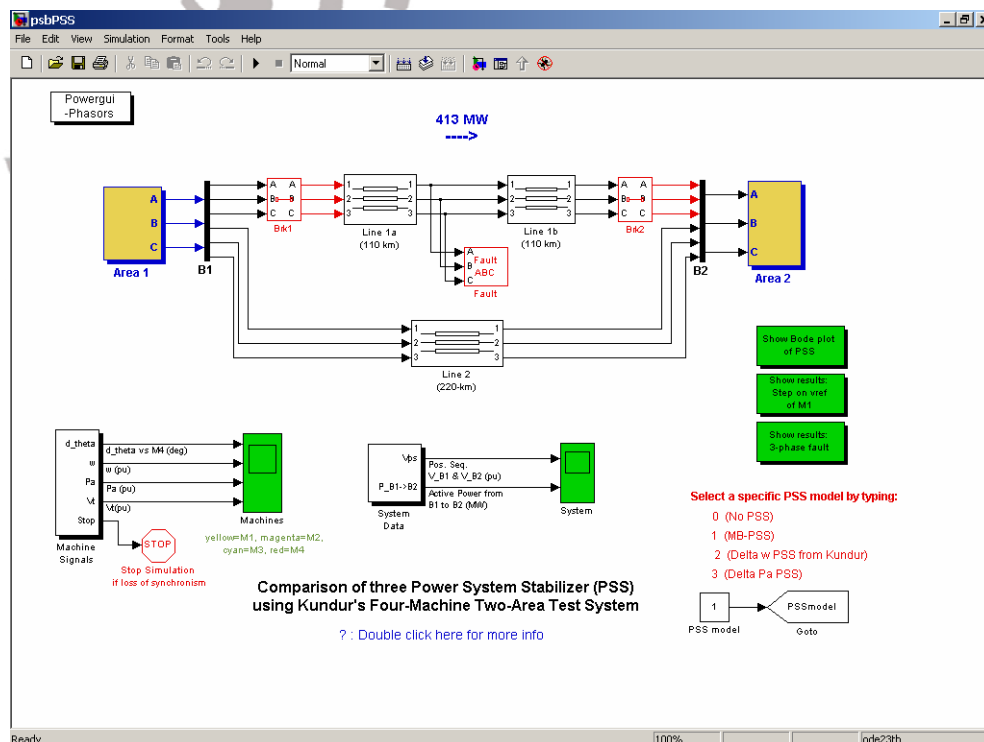 psbPSS
File Edit View Simulation Format Tools Help
Normal
Powergui
-Phasors
413 MW
---->
A
B
C
Area 1
B1
A A
B B
C C
Brk1
1 1
2 2
3 3
Line 1a
(110 km)
A
B
C
Fault
ABC
Fault
1 1
2 2
3 3
Line 1b
(110 km)
A A
B B
C C
Brk2
B2
A
B
C
Area 2
1 1
2 2
3 3
Line 2
(220-km)
Show Bode plot
of PSS
Show results:
Step on vref
of M1
Show results:
3-phase fault
d_theta
w
Pa
Vt
Stop
Machine
Signals
d_theta vs M4 (deg)
w (pu)
Pa (pu)
Vt(pu)
Machines
yellow=M1, magenta=M2,
cyan=M3, red=M4
STOP
Stop Simulation
if loss of synchronism
Vps
P_B1->B2
System
Data
Pos. Seq.
V_B1 & V_B2 (pu)
Active Power from
B1 to B2 (MW)
System
Select a specific PSS model by typing:
0 (No PSS)
1 (MB-PSS)
2 (Delta w PSS from Kundur)
3 (Delta Pa PSS)
1
PSS model
PSSmodel
Goto
Comparison of three Power System Stabilizer (PSS)
using Kundur's Four-Machine Two-Area Test System
? : Double click here for more info
Ready
100%
ode23tb